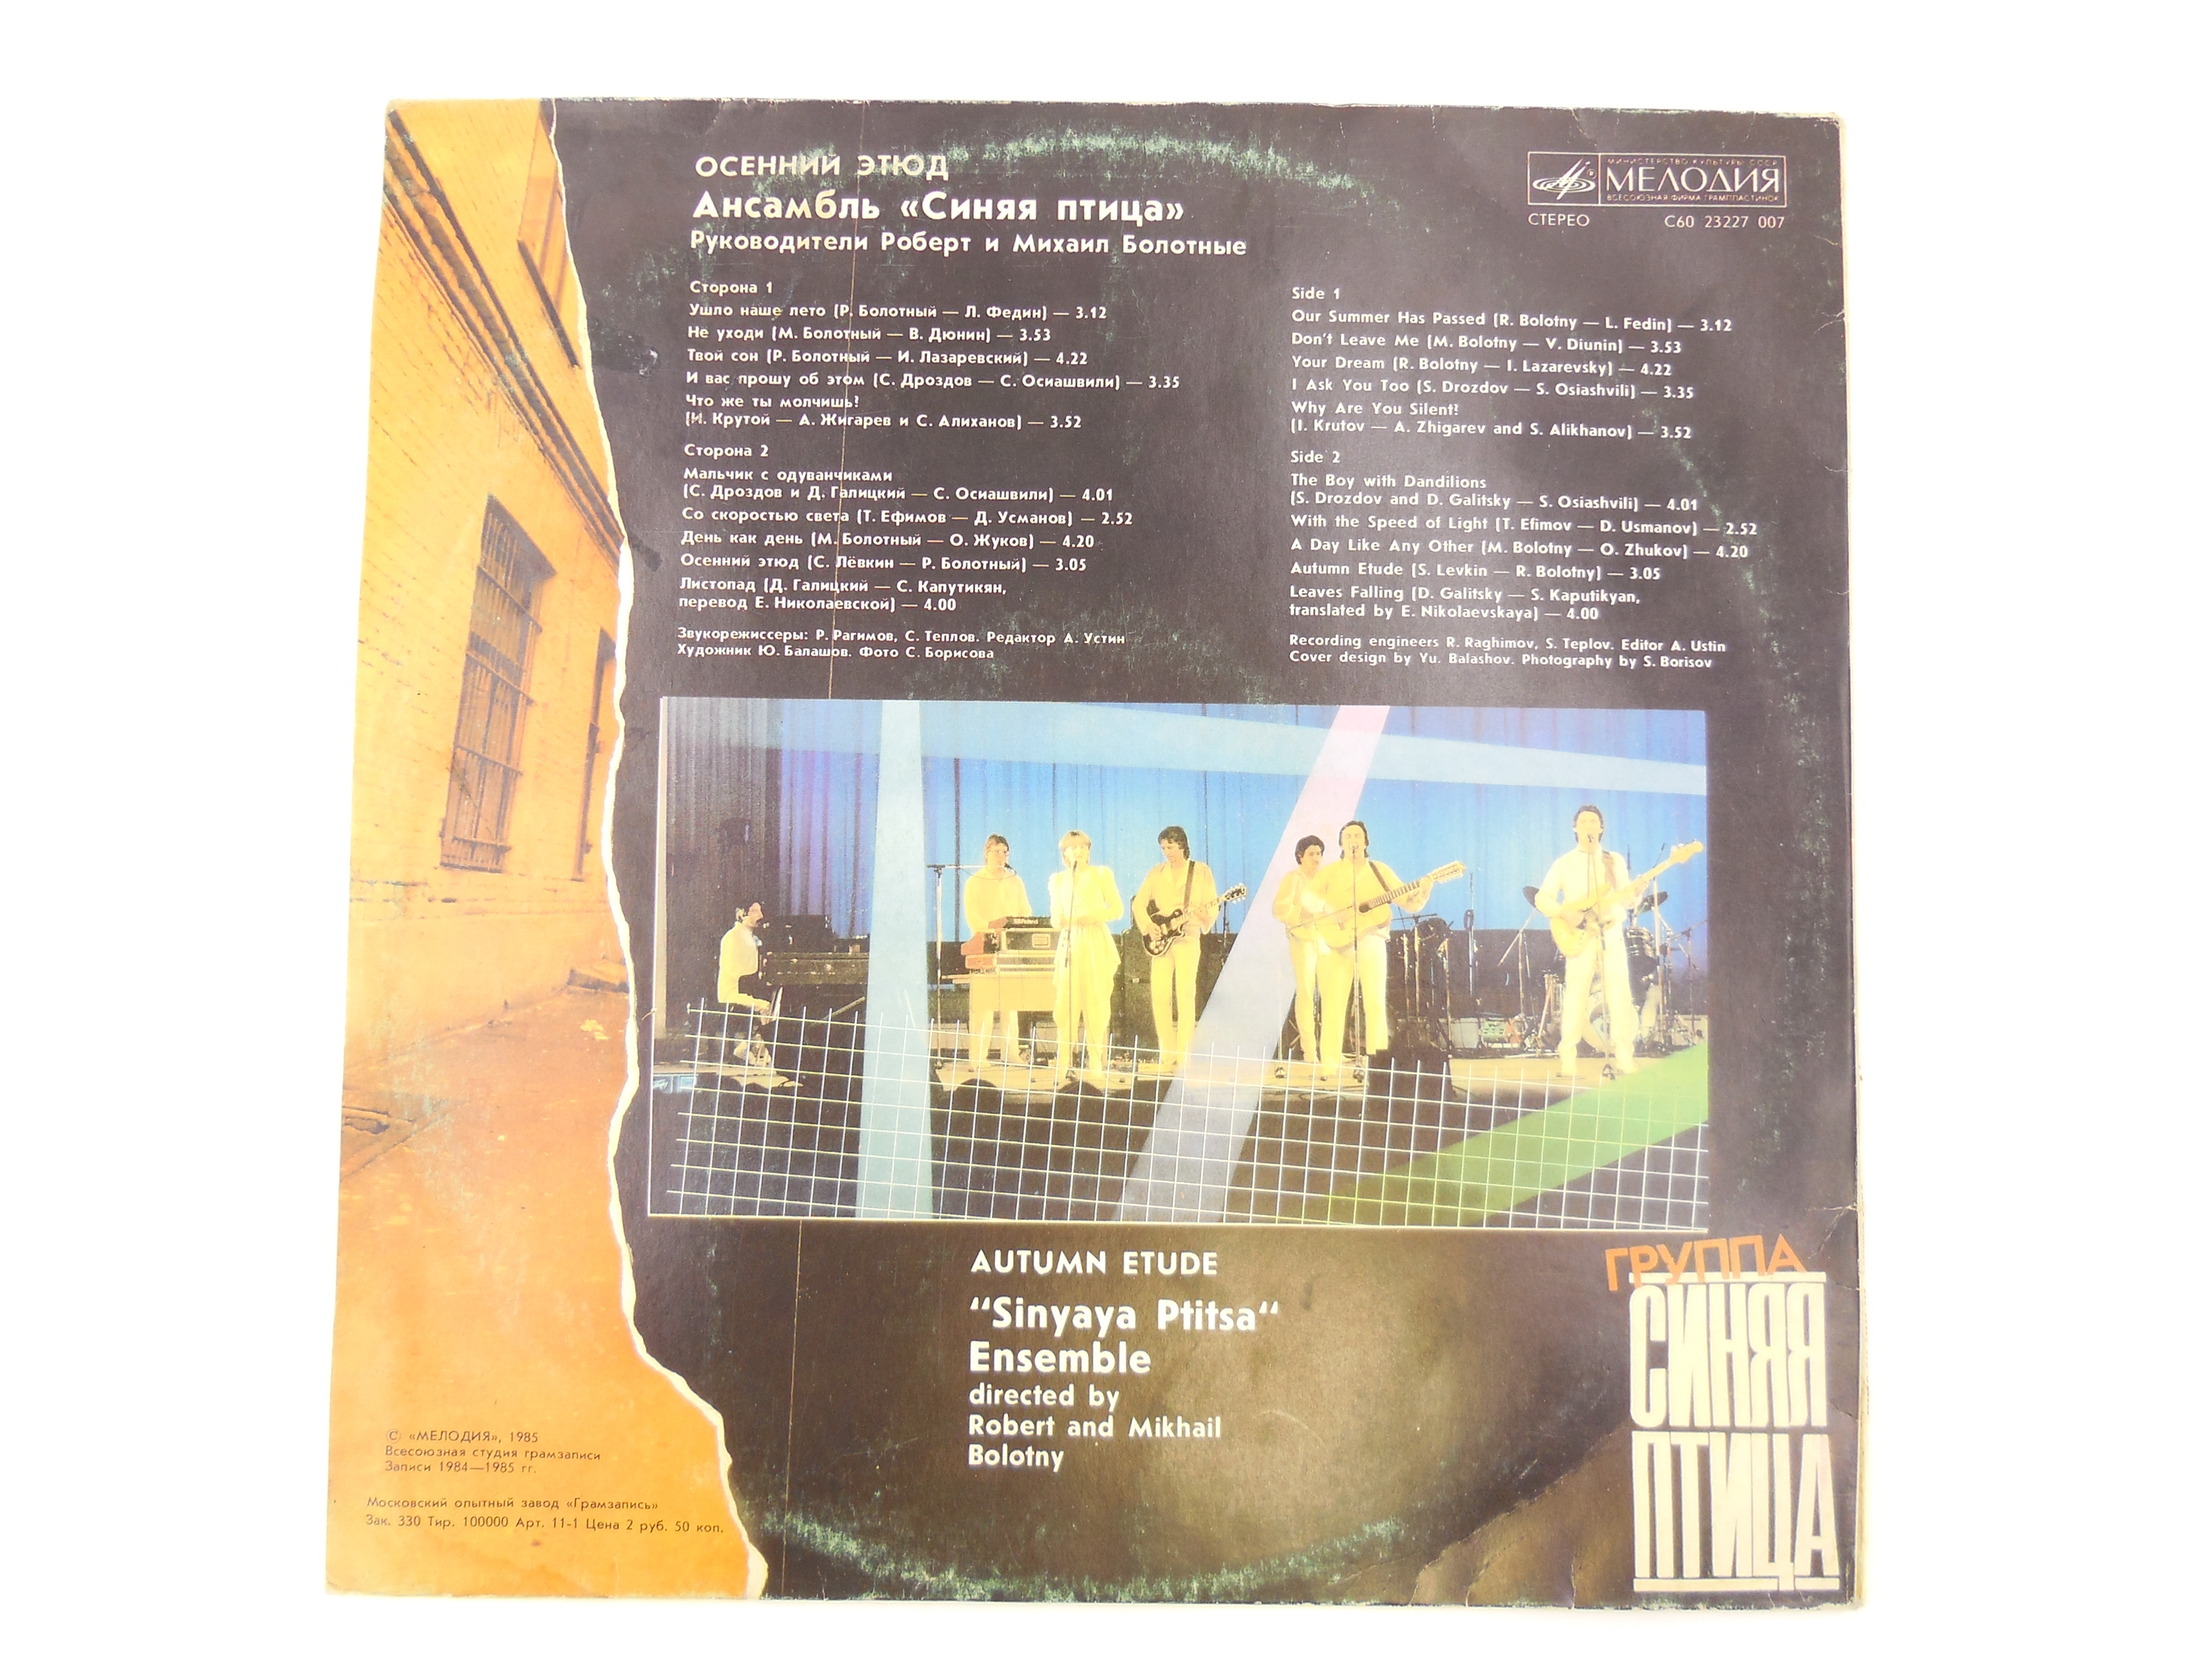 ОСЕННИЙ ЭТЮД
Ансамбль «Синяя птица»
Руководители Роберт и Михаил Болотные
МИНИСТЕРСТВО КУЛЬТУРЫ СССР
МЕЛОДИЯ
ВСЕСОЮЗНАЯ ФИРМА ГРАМПЛАСТИНОК
СТЕРЕО С60 23227 007
Сторона 1
Ушло наше лето (Р. Болотный — Л. Федин) — 3.12
Не уходи (М. Болотный — В. Дюнин) — 3.53
Твой сон (Р. Болотный — И. Лазаревский) — 4.22
И вас прошу об этом (С. Дроздов — С. Осиашвили) — 3.35
Что же ты молчишь?
(И. Крутой — А. Жигарев и С. Алиханов) — 3.52
Сторона 2
Мальчик с одуванчиками
(С. Дроздов и Д. Галицкий — С. Осиашвили) — 4.01
Со скоростью света (Т. Ефимов — Д. Усманов) — 2.52
День как день (М. Болотный — О. Жуков) — 4.20
Осенний этюд (С. Лёвкин — Р. Болотный) — 3.05
Листопад (Д. Галицкий — С. Капутикян,
перевод Е. Николаевской) — 4.00
Звукорежиссеры: Р. Рагимов, С. Теплов. Редактор А. Устин
Художник Ю. Балашов. Фото С. Борисова
Side 1
Our Summer Has Passed (R. Bolotny — L. Fedin) — 3.12
Don't Leave Me (M. Bolotny — V. Diunin) — 3.53
Your Dream (R. Bolotny — I. Lazarevsky) — 4.22
I Ask You Too (S. Drozdov — S. Osiashvili) — 3.35
Why Are You Silent?
(I. Krutov — A. Zhigarev and S. Alikhanov) — 3.52
Side 2
The Boy with Dandilions
(S. Drozdov and D. Galitsky — S. Osiashvili) — 4.01
With the Speed of Light (T. Efimov — D. Usmanov) — 2.52
A Day Like Any Other (M. Bolotny — O. Zhukov) — 4.20
Autumn Etude (S. Levkin — R. Bolotny) — 3.05
Leaves Falling (D. Galitsky — S. Kaputikyan,
translated by E. Nikolaevskaya) — 4.00
Recording engineers R. Raghimov, S. Teplov. Editor A. Ustin
Cover design by Yu. Balashov. Photography by S. Borisov
AUTUMN ETUDE
"Sinyaya Ptitsa"
Ensemble
directed by
Robert and Mikhail
Bolotny
ГРУППА
СИНЯЯ
ПТИЦА
© «МЕЛОДИЯ», 1985
Всесоюзная студия грамзаписи
Записи 1984—1985 гг.
Московский опытный завод «Грамзапись»
Зак. 330 Тир. 100000 Арт. 11-1 Цена 2 руб. 50 коп.